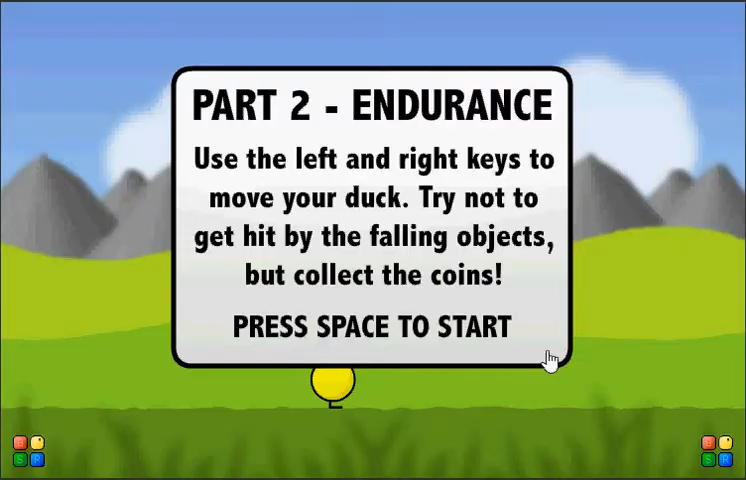 PART 2 - ENDURANCE
Use the left and right keys to
move your duck. Try not to
get hit by the falling objects,
but collect the coins!
PRESS SPACE TO START